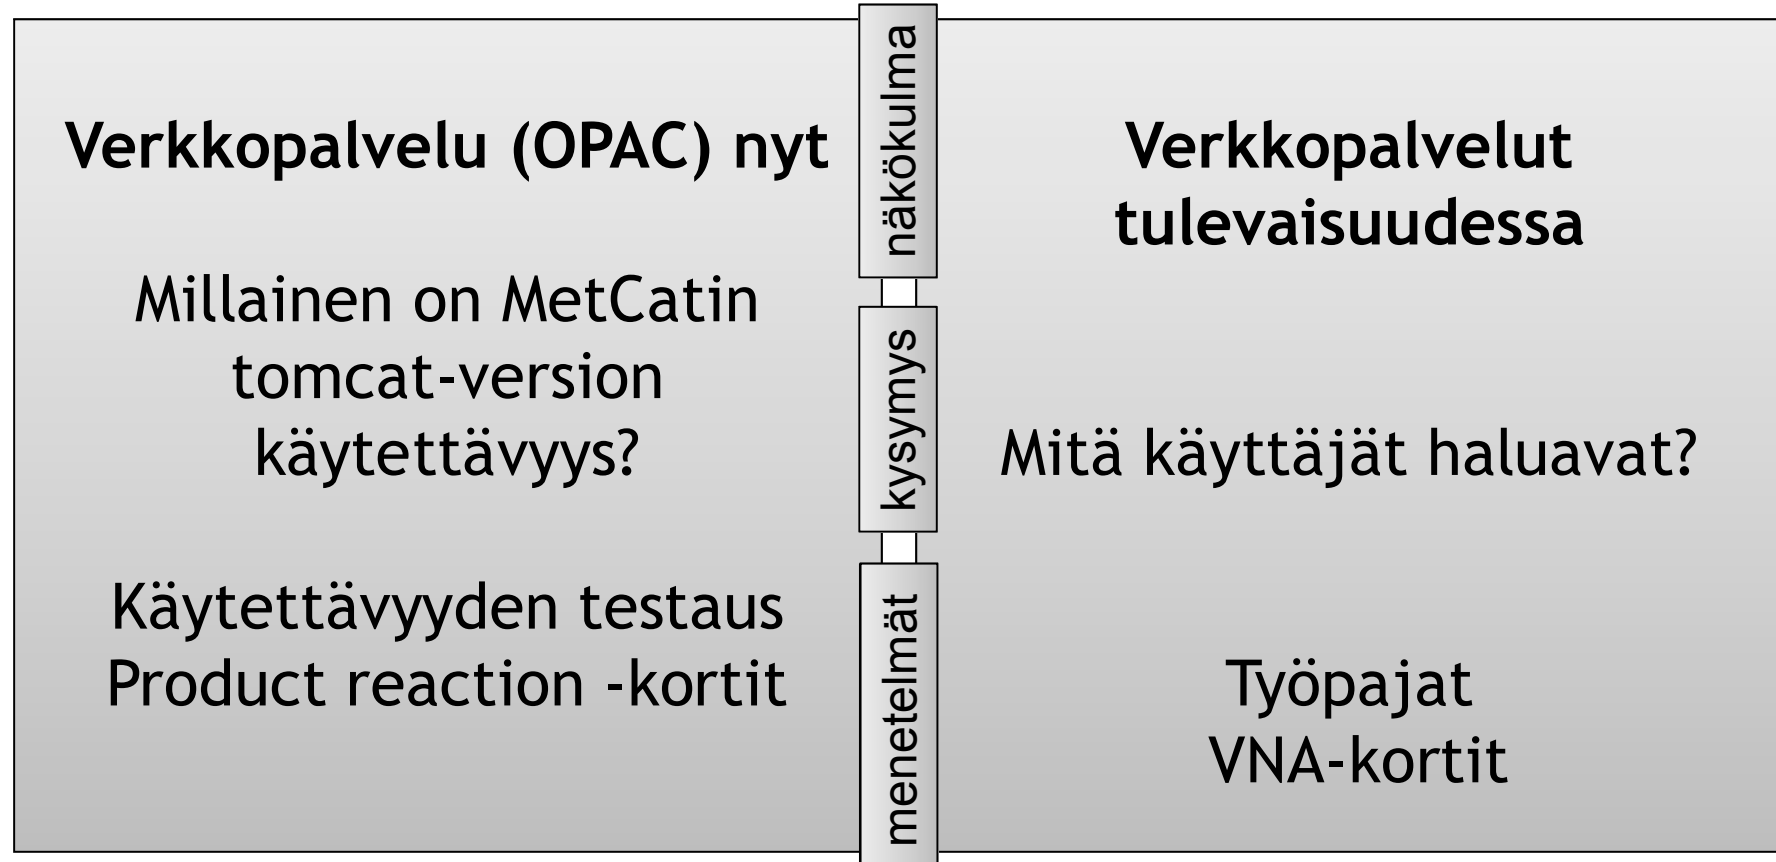 Verkkopalvelu (OPAC) nyt
Millainen on MetCatin
tomcat-version
käytettävyys?
Käytettävyyden testaus
Product reaction -kortit
näkökulma
kysymys
menetelmät
Verkkopalvelut
tulevaisuudessa
Mitä käyttäjät haluavat?
Työpajat
VNA-kortit